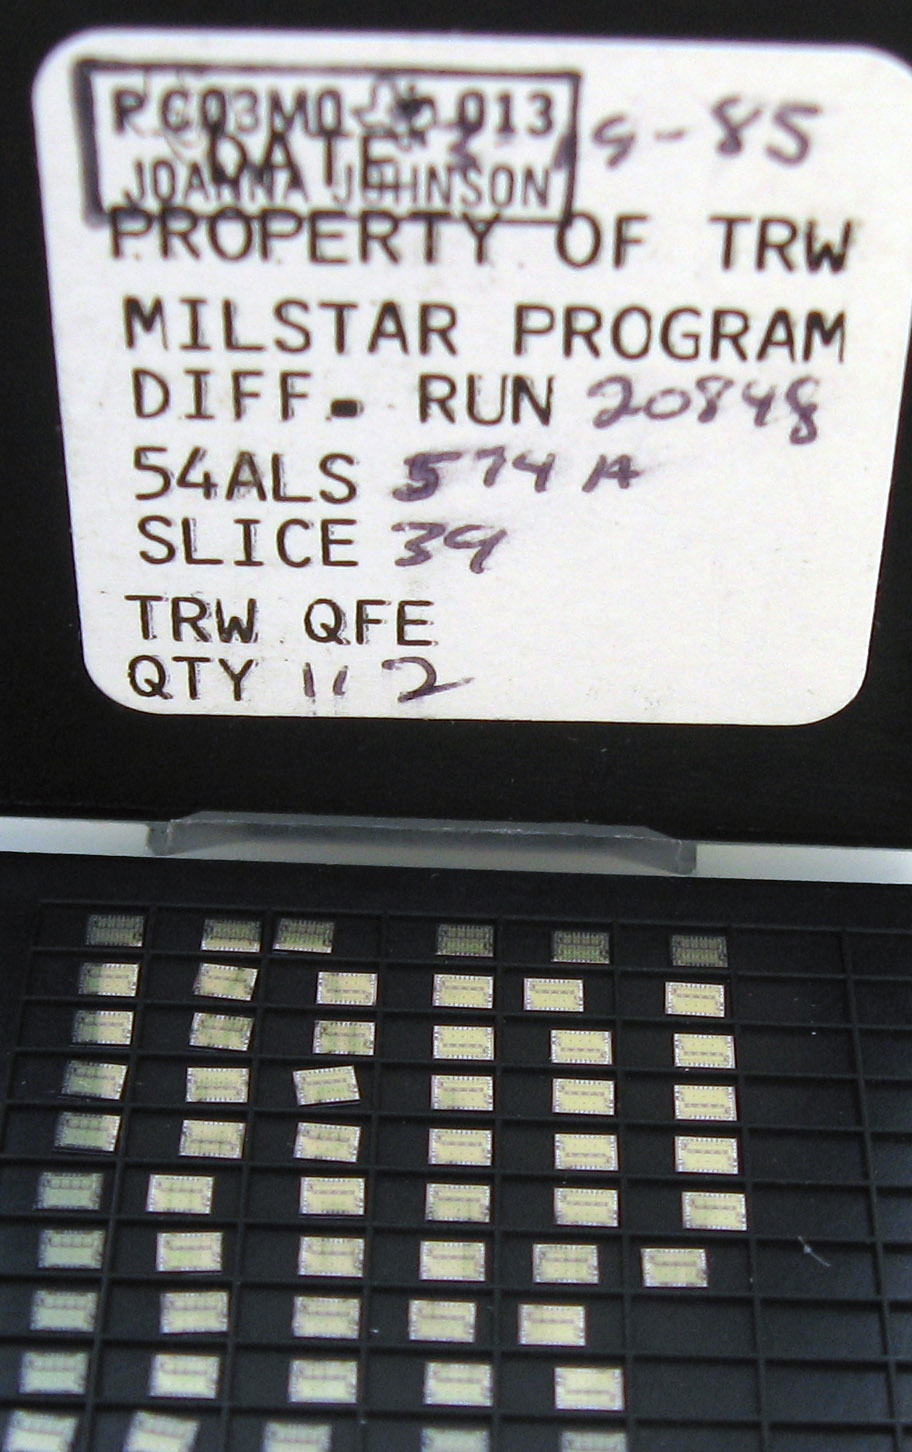 PC03MO 013
DATE 9-85
JOANNA JOHNSON
PROPERTY OF TRW
MILSTAR PROGRAM
DIFF. RUN 20848
54ALS 574 A
SLICE 39
TRW QFE
QTY 112